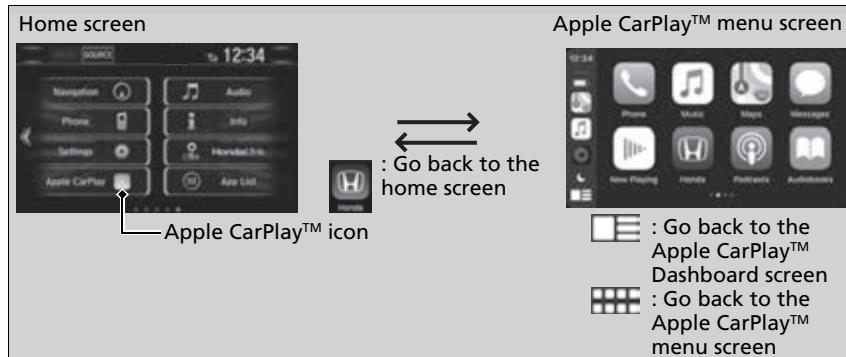 Home screen
Apple CarPlay™ menu screen
SOURCE
12:34
Navigation
Audio
Phone
Info
Settings
HondaLink
Apple CarPlay
App List
Apple CarPlay™ icon
: Go back to the
home screen
Honda
12:34
Phone
Music
Maps
Messages
Now Playing
Honda
Podcasts
Audiobooks
: Go back to the
Apple CarPlay™
Dashboard screen
: Go back to the
Apple CarPlay™
menu screen